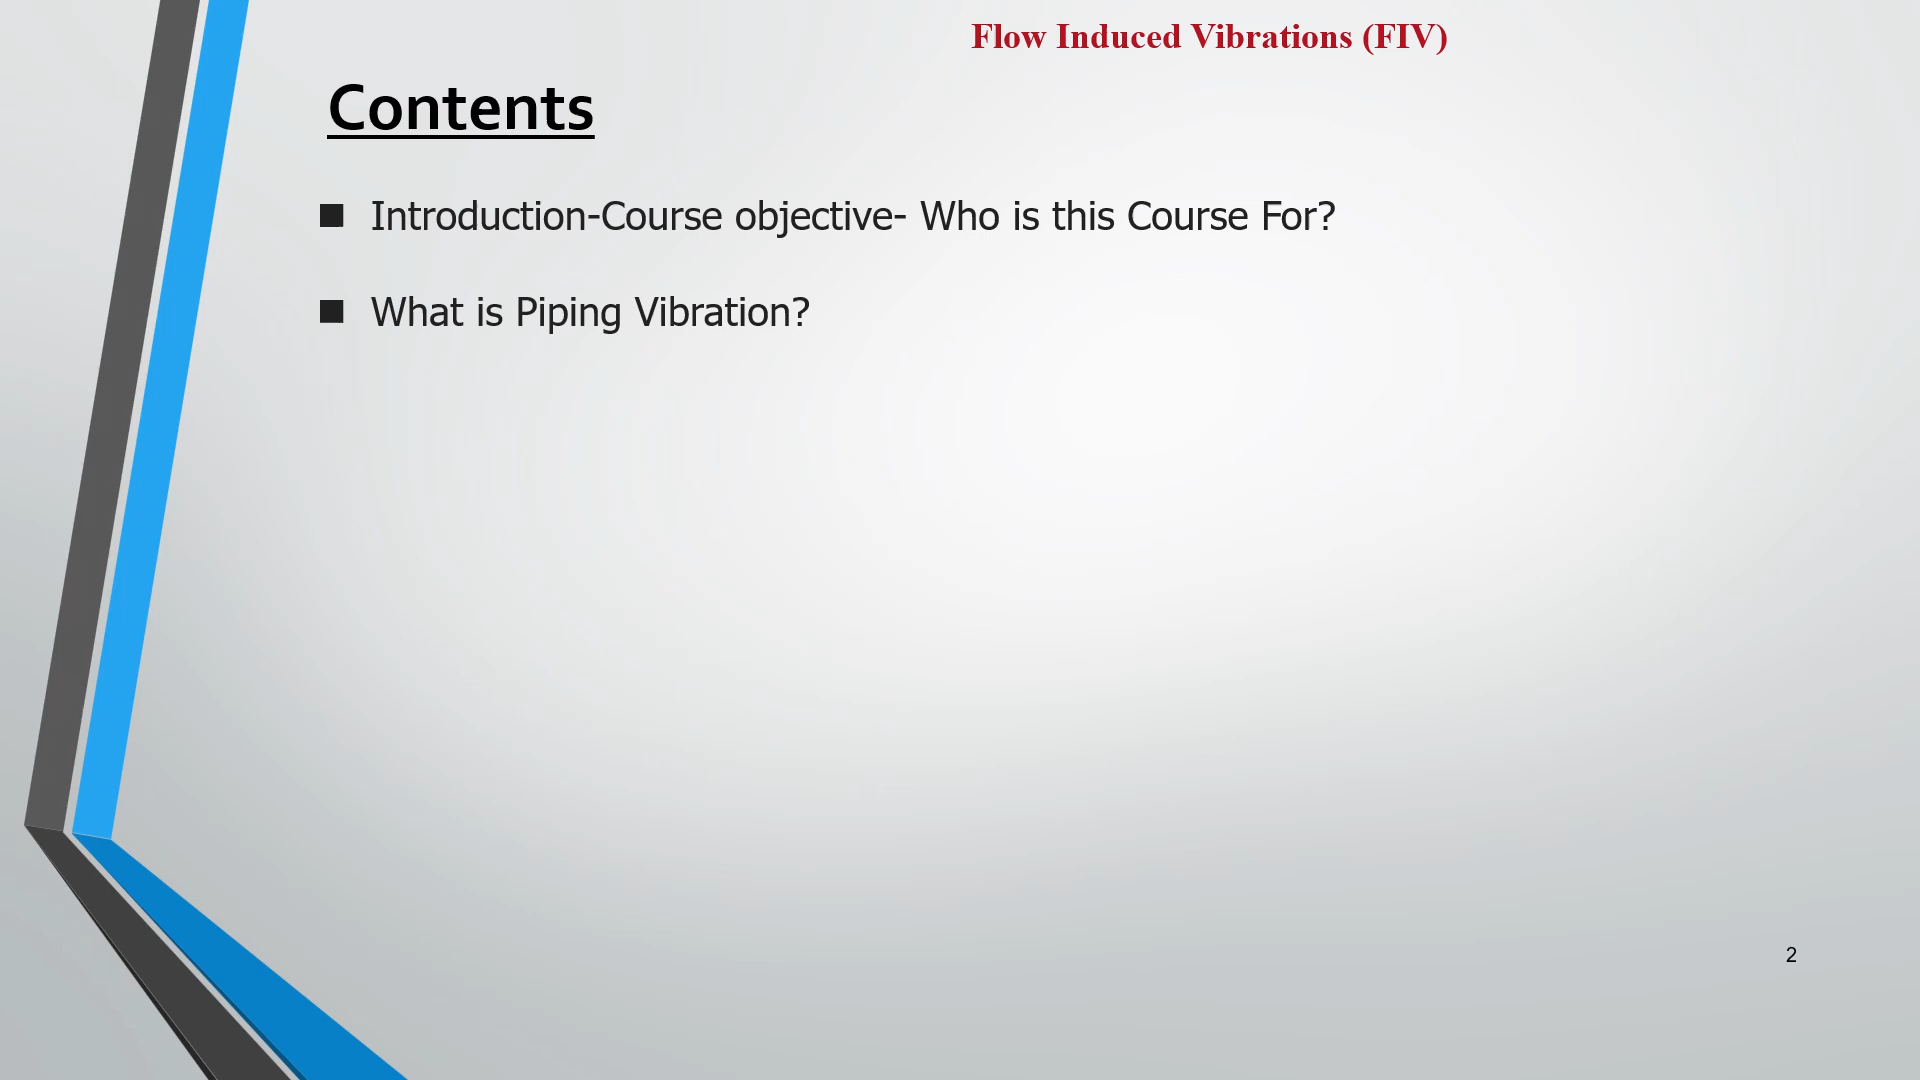 Flow Induced Vibrations (FIV)
Contents
Introduction-Course objective- Who is this Course For?
What is Piping Vibration?
2